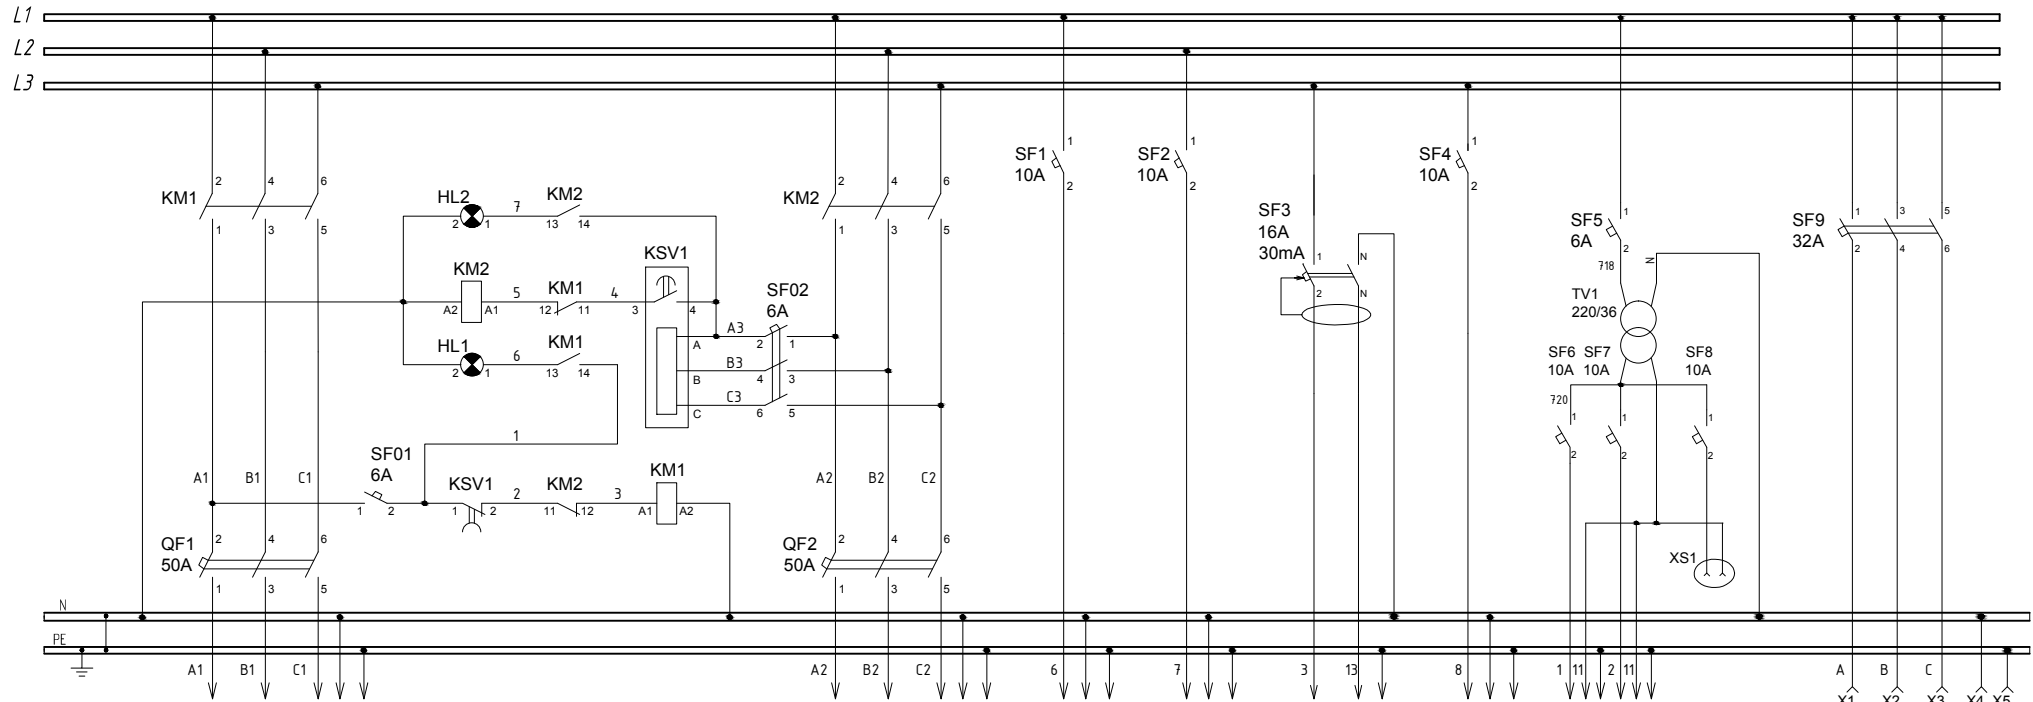 L1
L2
L3
KM1
2 4 6
1 3 5
HL2
2 1
7
KM2
13 14
KM2
A2 A1
5
KM1
12 11
4
KSV1
3 4
A
B
C
HL1
2 1
6
KM1
13 14
SF02
6A
A3
2 1
B3
4 3
C3
6 5
KM2
2 4 6
1 3 5
1
A1 B1 C1
SF01
6A
1 2
KSV1
1 2
2
KM2
11 12
3
KM1
A1 A2
A2 B2 C2
QF1
50A
2 4 6
1 3 5
QF2
50A
2 4 6
1 3 5
SF1
10A
1
2
SF2
10A
1
2
SF3
16A
30mA
1 N
2 N
SF4
10A
1
2
SF5
6A
1
2
718
N
TV1
220/36
SF6
10A
SF7
10A
SF8
10A
720
1 1 1
2 2 2
XS1
SF9
32A
1 3 5
2 4 6
N
PE
A1 B1 C1 A2 B2 C2 6 7 3 13 8 1 11 2 11 A B C
X1 X2 X3 X4 X5